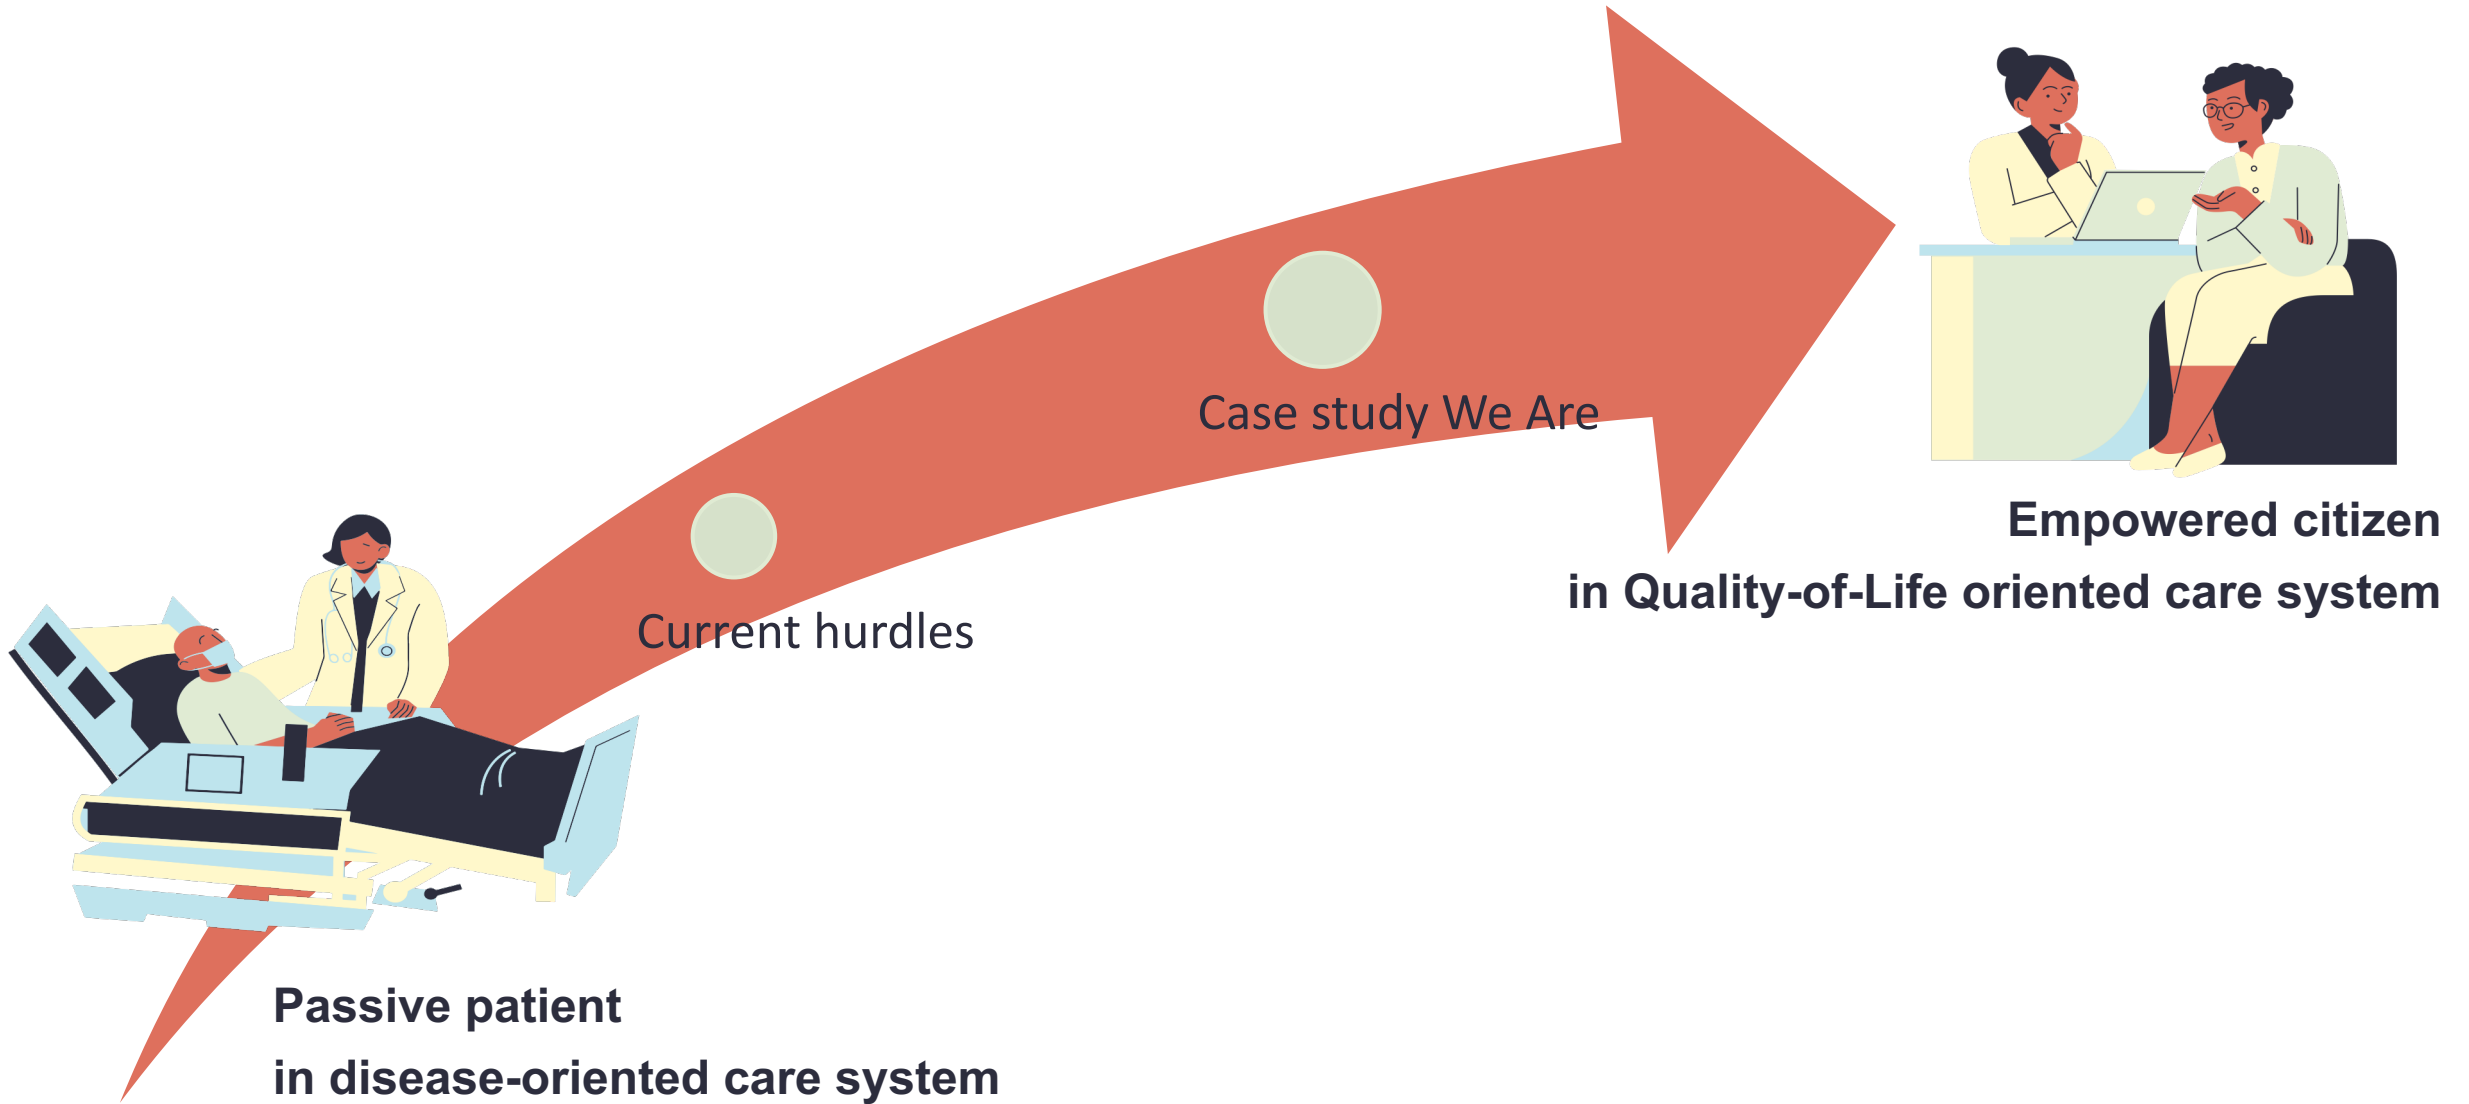 Case study We Are
Empowered citizen
in Quality-of-Life oriented care system
Current hurdles
Passive patient
in disease-oriented care system